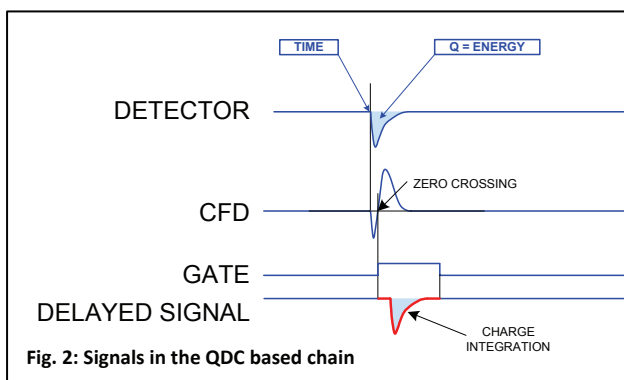 TIME
Q = ENERGY
DETECTOR
ZERO CROSSING
CFD
GATE
DELAYED SIGNAL
CHARGE
INTEGRATION
Fig. 2: Signals in the QDC based chain